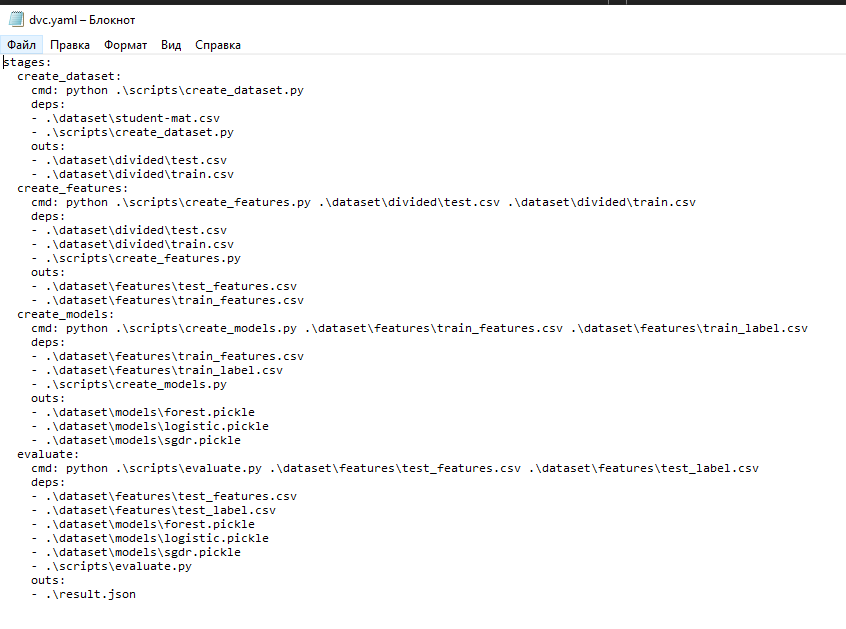 dvc.yaml – Блокнот
Файл Правка Формат Вид Справка
stages:
  create_dataset:
    cmd: python .\scripts\create_dataset.py
    deps:
    - .\dataset\student-mat.csv
    - .\scripts\create_dataset.py
    outs:
    - .\dataset\divided\test.csv
    - .\dataset\divided\train.csv
  create_features:
    cmd: python .\scripts\create_features.py .\dataset\divided\test.csv .\dataset\divided\train.csv
    deps:
    - .\dataset\divided\test.csv
    - .\dataset\divided\train.csv
    - .\scripts\create_features.py
    outs:
    - .\dataset\features\test_features.csv
    - .\dataset\features\train_features.csv
  create_models:
    cmd: python .\scripts\create_models.py .\dataset\features\train_features.csv .\dataset\features\train_label.csv
    deps:
    - .\dataset\features\train_features.csv
    - .\dataset\features\train_label.csv
    - .\scripts\create_models.py
    outs:
    - .\dataset\models\forest.pickle
    - .\dataset\models\logistic.pickle
    - .\dataset\models\sgdr.pickle
  evaluate:
    cmd: python .\scripts\evaluate.py .\dataset\features\test_features.csv .\dataset\features\test_label.csv
    deps:
    - .\dataset\features\test_features.csv
    - .\dataset\features\test_label.csv
    - .\dataset\models\forest.pickle
    - .\dataset\models\logistic.pickle
    - .\dataset\models\sgdr.pickle
    - .\scripts\evaluate.py
    outs:
    - .\result.json